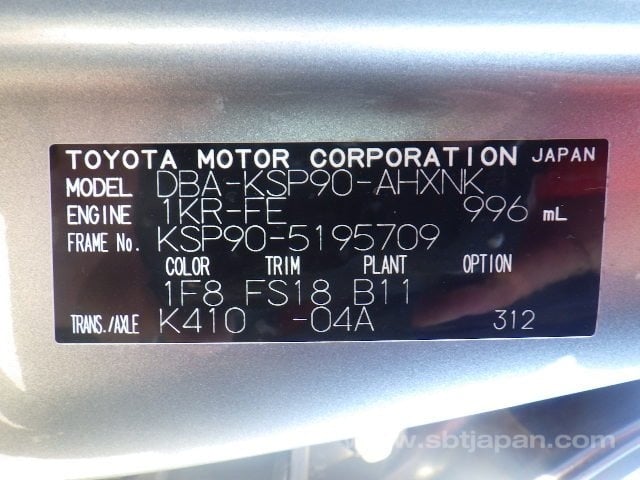 TOYOTA MOTOR CORPORATION JAPAN
MODEL DBA-KSP90-AHXNK
ENGINE 1KR-FE 996 mL
FRAME No. KSP90-5195709
COLOR TRIM PLANT OPTION
1F8 FS18 B11
TRANS./AXLE K410 -04A 312
www.sbtjapan.com